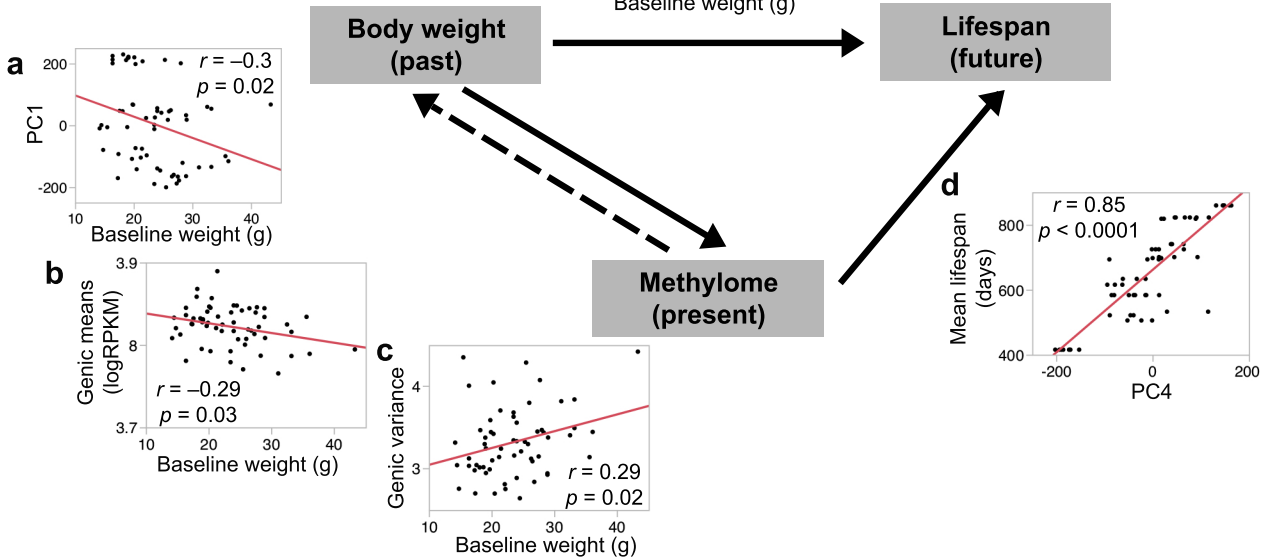 Baseline weight (g)
Body weight
(past)
Lifespan
(future)
a
200
0
-200
PC1
r = –0.3
p = 0.02
10
20
30
40
Baseline weight (g)
b
3.9
8
3.7
Genic means
(logRPKM)
r = –0.29
p = 0.03
10
20
30
40
Baseline weight (g)
Methylome
(present)
c
4
3
Genic variance
r = 0.29
p = 0.02
10
20
30
40
Baseline weight (g)
d
800
600
400
Mean lifespan
(days)
r = 0.85
p < 0.0001
-200
0
200
PC4